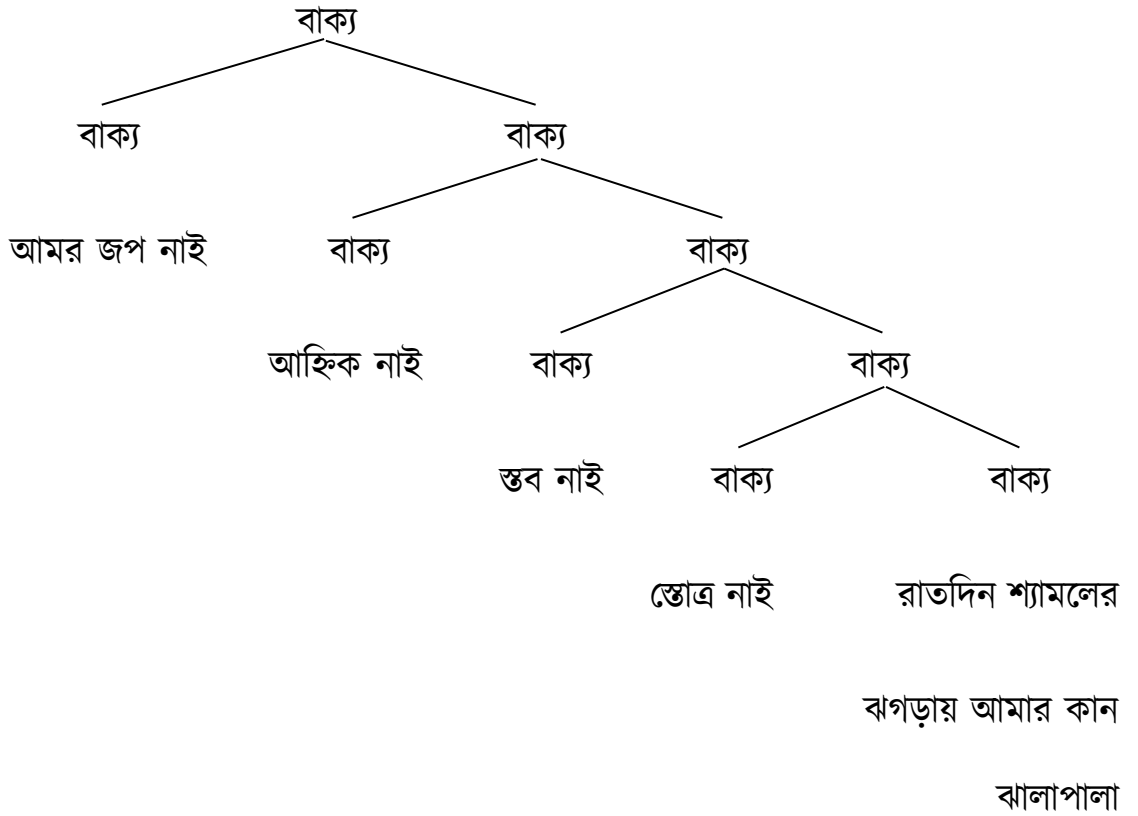 বাক্য
বাক্য বাক্য
আমর জপ নাই বাক্য বাক্য
আহ্নিক নাই বাক্য বাক্য
স্তব নাই বাক্য বাক্য
স্তোত্র নাই রাতদিন শ্যামলের
ঝগড়ায় আমার কান
ঝালাপালা